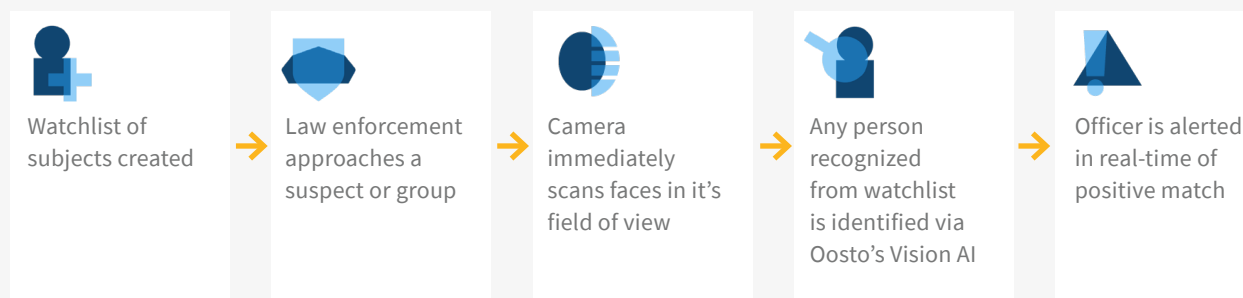 Watchlist of
subjects created
Law enforcement
approaches a
suspect or group
Camera
immediately
scans faces in it’s
field of view
Any person
recognized
from watchlist
is identified via
Oosto’s Vision AI
Officer is alerted
in real-time of
positive match